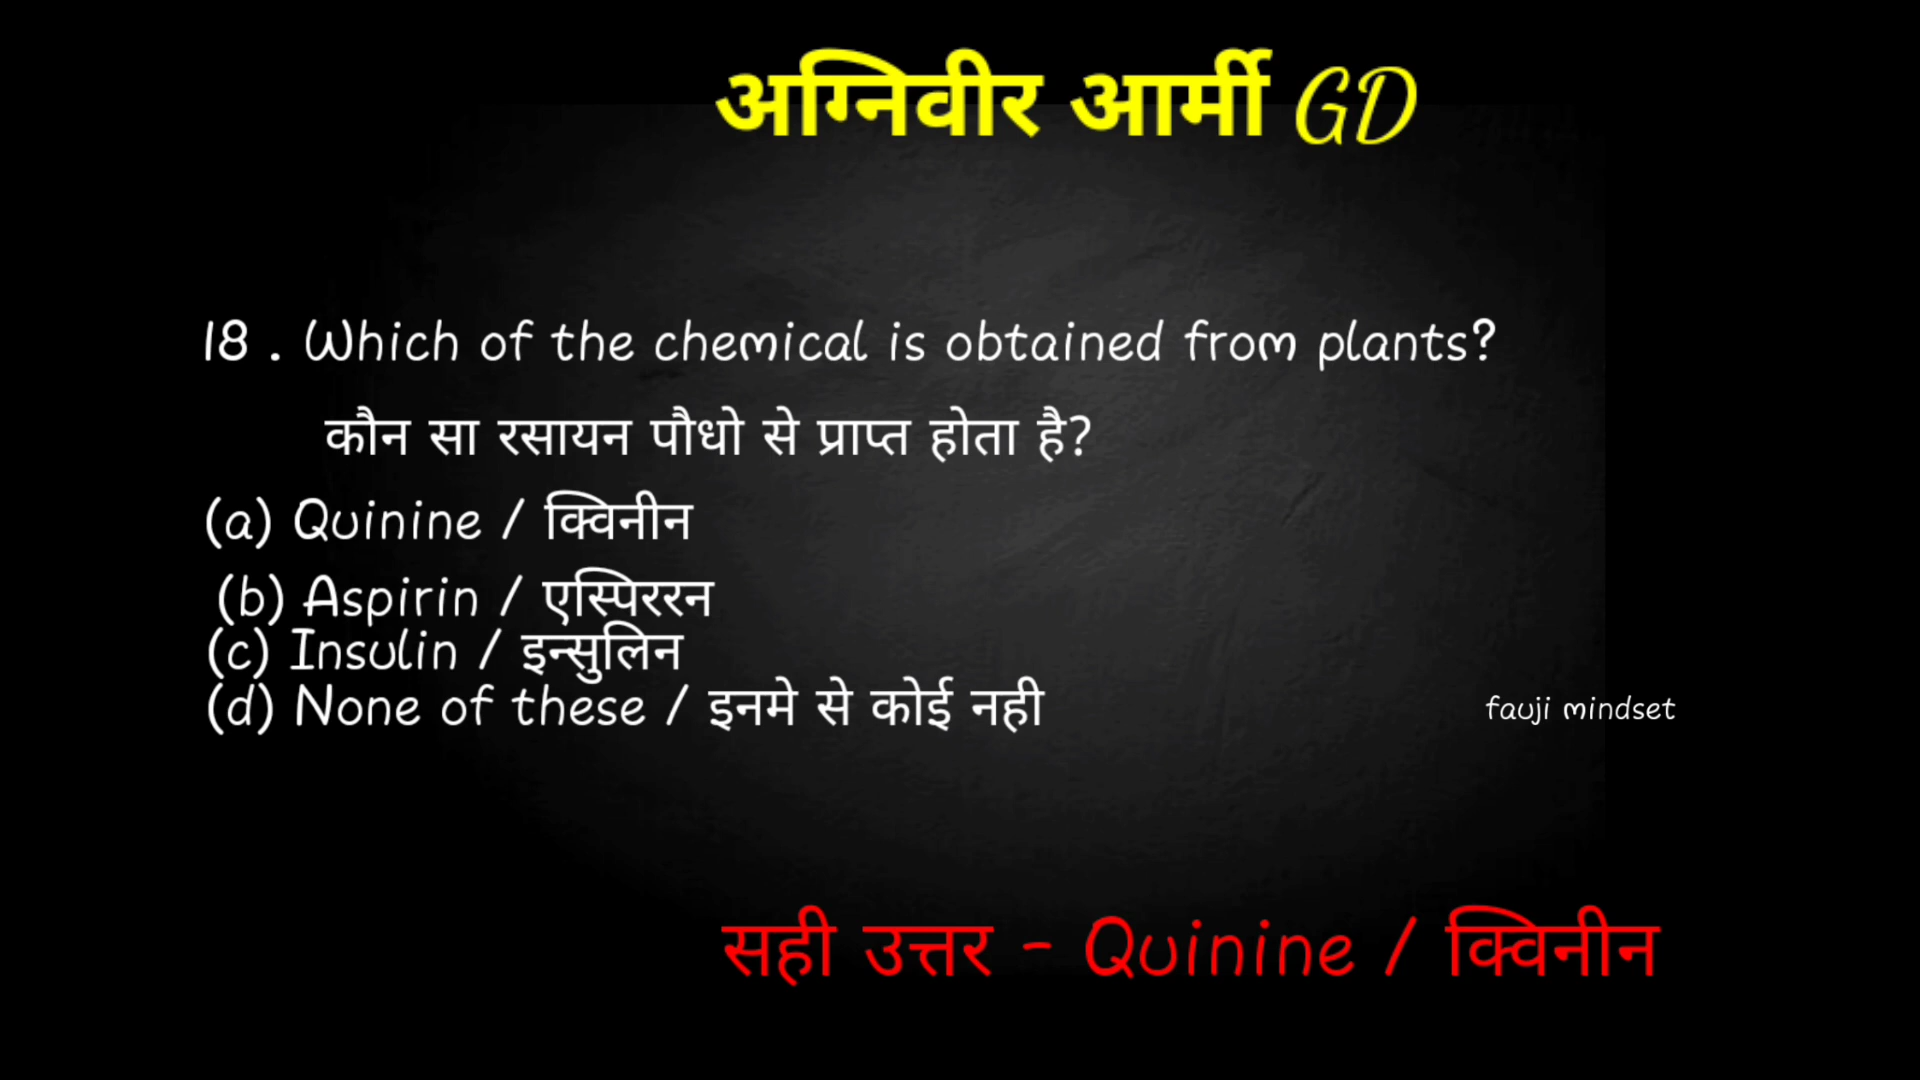 अग्निवीर आर्मी GD
18 . Which of the chemical is obtained from plants?
कौन सा रसायन पौधो से प्राप्त होता है?
(a) Quinine / क्विनीन
(b) Aspirin / एस्पिररन
(c) Insulin / इन्सुलिन
(d) None of these / इनमे से कोई नही
fauji mindset
सही उत्तर - Quinine / क्विनीन